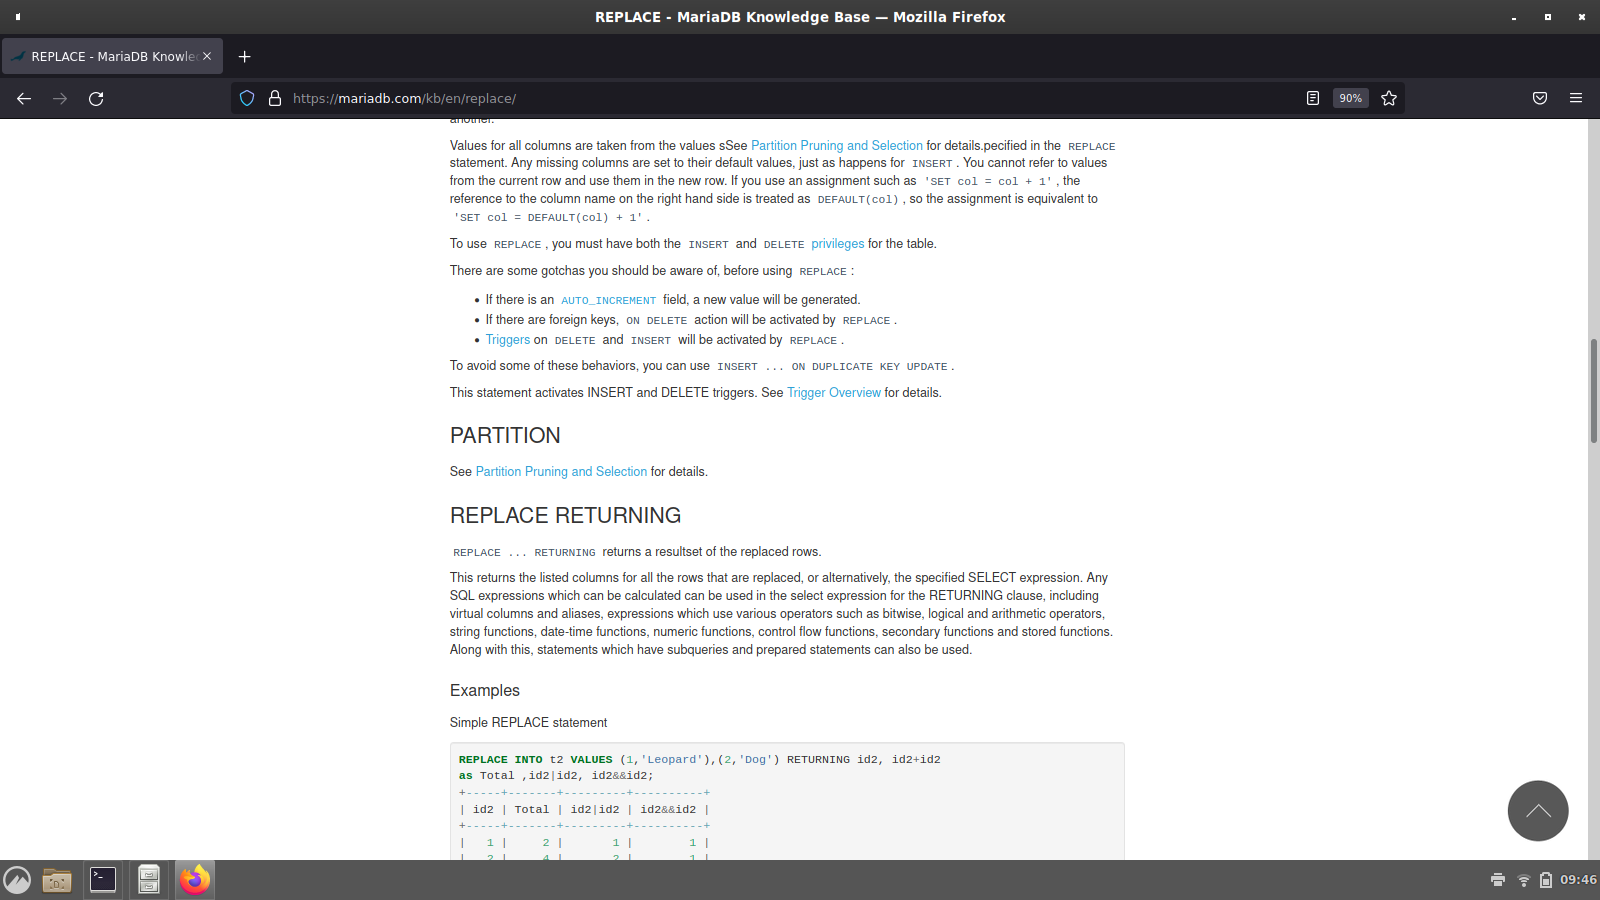 REPLACE - MariaDB Knowledge Base — Mozilla Firefox
REPLACE - MariaDB Knowle
https://mariadb.com/kb/en/replace/
90%
another.
Values for all columns are taken from the values sSee Partition Pruning and Selection for details.pecified in the REPLACE
statement. Any missing columns are set to their default values, just as happens for INSERT. You cannot refer to values
from the current row and use them in the new row. If you use an assignment such as 'SET col = col + 1', the
reference to the column name on the right hand side is treated as DEFAULT(col), so the assignment is equivalent to
'SET col = DEFAULT(col) + 1'.
To use REPLACE, you must have both the INSERT and DELETE privileges for the table.
There are some gotchas you should be aware of, before using REPLACE:
• If there is an AUTO_INCREMENT field, a new value will be generated.
• If there are foreign keys, ON DELETE action will be activated by REPLACE.
• Triggers on DELETE and INSERT will be activated by REPLACE.
To avoid some of these behaviors, you can use INSERT ... ON DUPLICATE KEY UPDATE.
This statement activates INSERT and DELETE triggers. See Trigger Overview for details.
PARTITION
See Partition Pruning and Selection for details.
REPLACE RETURNING
REPLACE ... RETURNING returns a resultset of the replaced rows.
This returns the listed columns for all the rows that are replaced, or alternatively, the specified SELECT expression. Any
SQL expressions which can be calculated can be used in the select expression for the RETURNING clause, including
virtual columns and aliases, expressions which use various operators such as bitwise, logical and arithmetic operators,
string functions, date-time functions, numeric functions, control flow functions, secondary functions and stored functions.
Along with this, statements which have subqueries and prepared statements can also be used.
Examples
Simple REPLACE statement
REPLACE INTO t2 VALUES (1,'Leopard'),(2,'Dog') RETURNING id2, id2+id2
as Total ,id2|id2, id2&&id2;
+-----+-------+---------+----------+
| id2 | Total | id2|id2 | id2&&id2 |
+-----+-------+---------+----------+
|   1 |     2 |       1 |        1 |
|   2 |     4 |       2 |        1 |
09:46